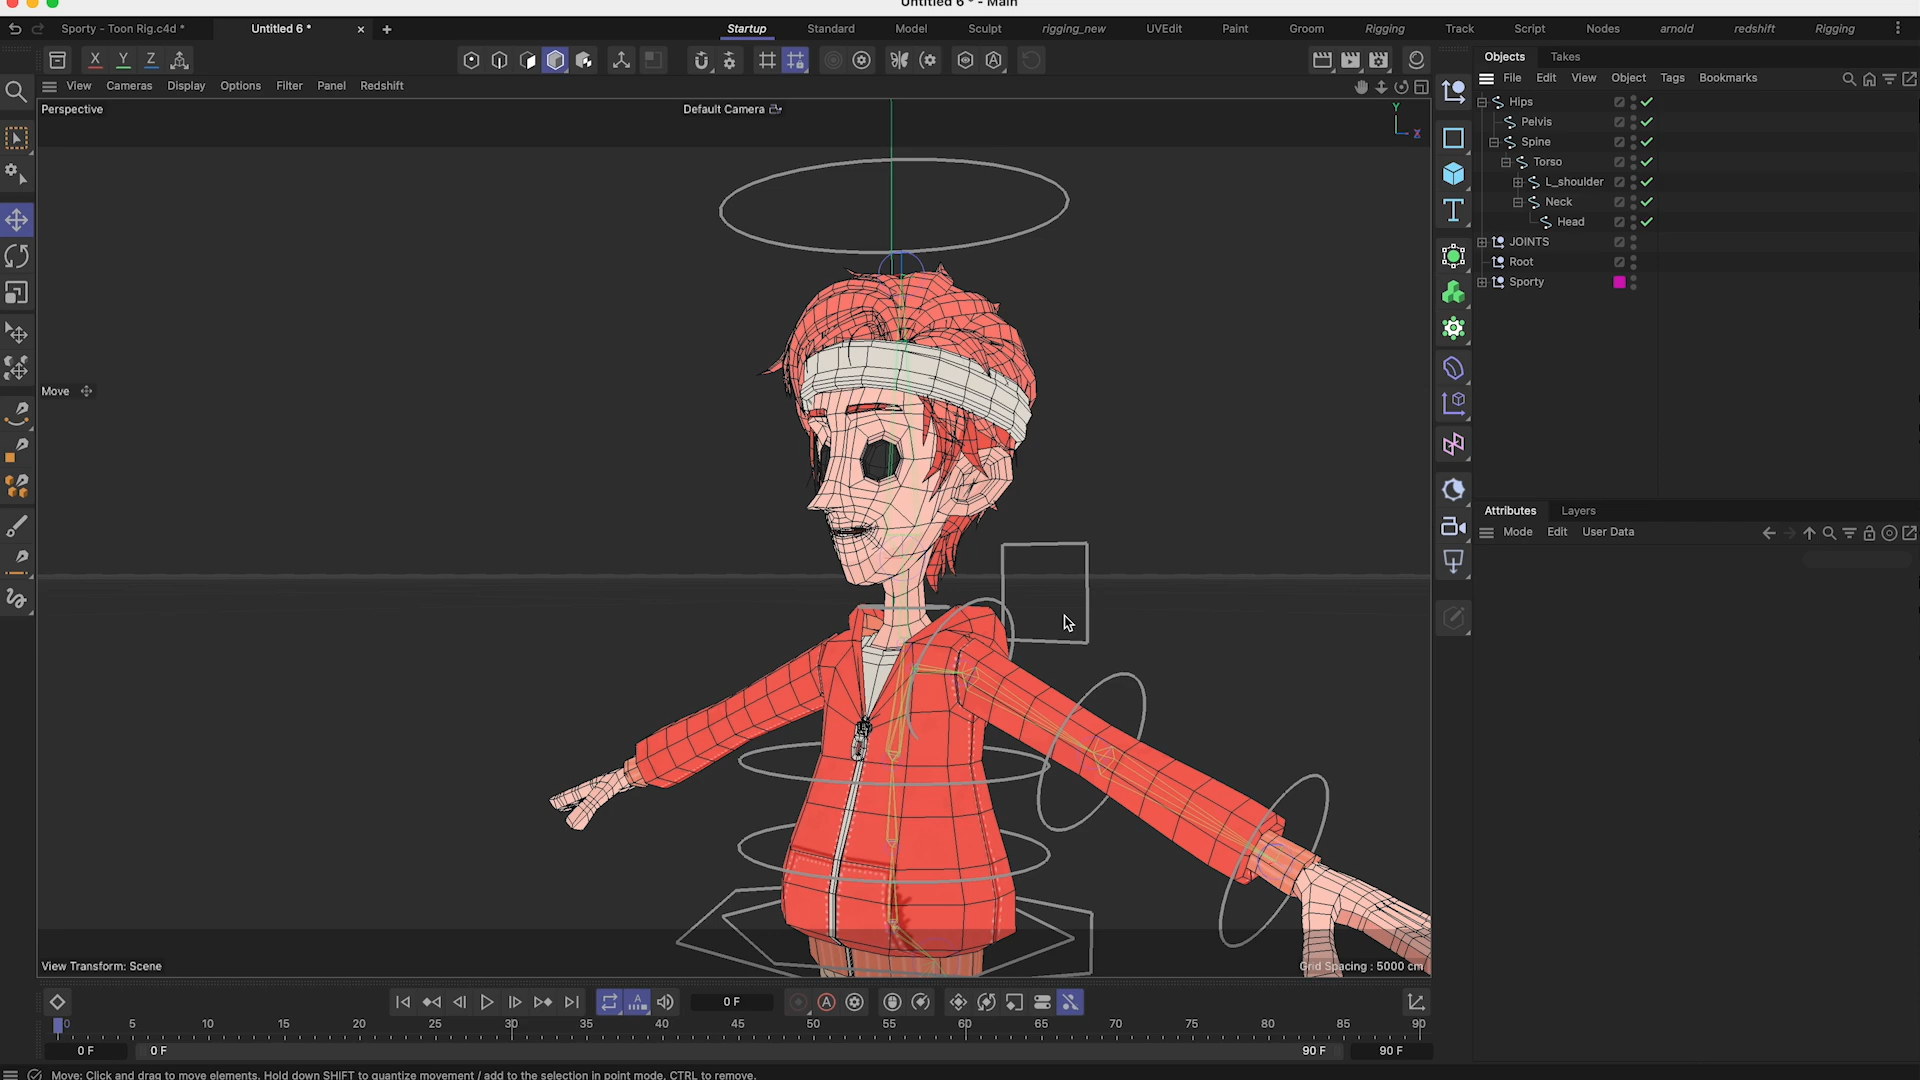 Untitled 6 * - Main
Sporty - Toon Rig.c4d *
Untitled 6 *
Startup
Standard
Model
Sculpt
rigging_new
UVEdit
Paint
Groom
Rigging
Track
Script
Nodes
arnold
redshift
Rigging
X Y Z
Objects
Takes
File Edit View Object Tags Bookmarks
View Cameras Display Options Filter Panel Redshift
Perspective
Default Camera
Y
X
Hips
Pelvis
Spine
Torso
L_shoulder
Neck
Head
JOINTS
Root
Sporty
Move
Attributes
Layers
Mode Edit User Data
View Transform: Scene
Grid Spacing : 5000 cm
A
0 F
A
0 5 10 15 20 25 30 35 40 45 50 55 60 65 70 75 80 85 90
0 F
0 F
90 F
90 F
Move: Click and drag to move elements. Hold down SHIFT to quantize movement / add to the selection in point mode, CTRL to remove.